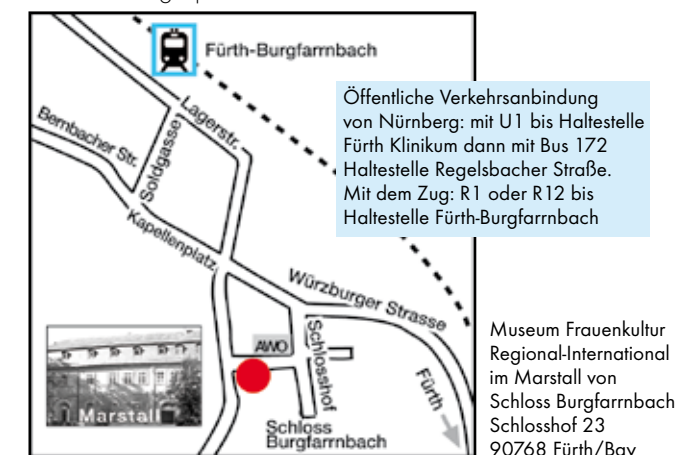 Fürth-Burgfarrnbach
Öffentliche Verkehrsanbindung
von Nürnberg: mit U1 bis Haltestelle
Fürth Klinikum dann mit Bus 172
Haltestelle Regelsbacher Straße.
Mit dem Zug: R1 oder R12 bis
Haltestelle Fürth-Burgfarrnbach
Lagerstr.
Bernbacher Str.
Soldgasse
Kapellenplatz
Würzburger Strasse
AWO
Schlosshof
Fürth
Marstall
Schloss
Burgfarrnbach
Museum Frauenkultur
Regional-International
im Marstall von
Schloss Burgfarrnbach
Schlosshof 23
90768 Fürth/Bay